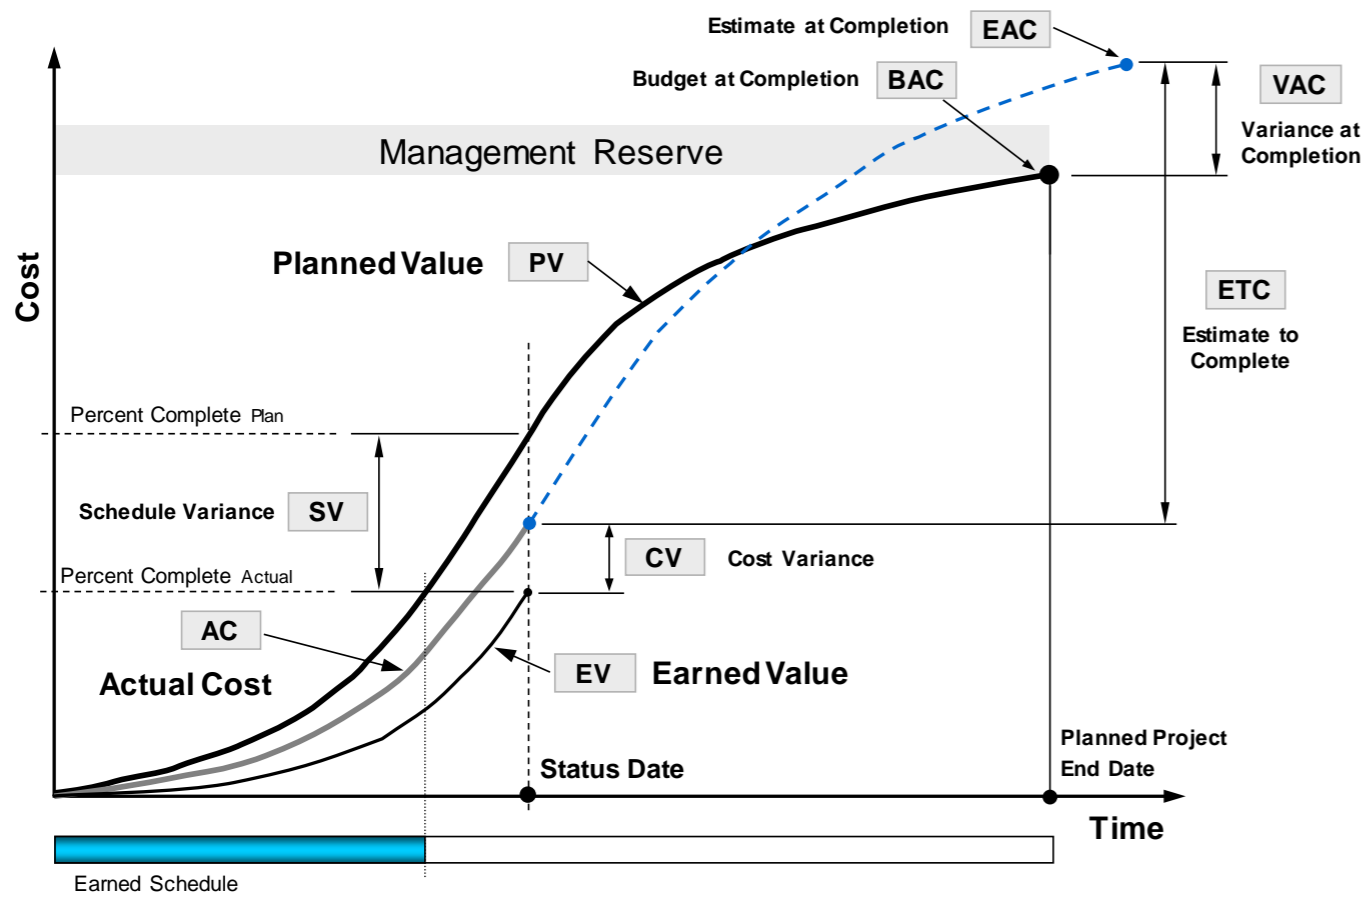 Estimate at Completion EAC
Budget at Completion BAC
VAC
Variance at
Completion
Management Reserve
Planned Value PV
Cost
ETC
Estimate to
Complete
Percent Complete Plan
Schedule Variance SV
CV Cost Variance
Percent Complete Actual
AC
Actual Cost
EV Earned Value
Status Date
Planned Project
End Date
Time
Earned Schedule